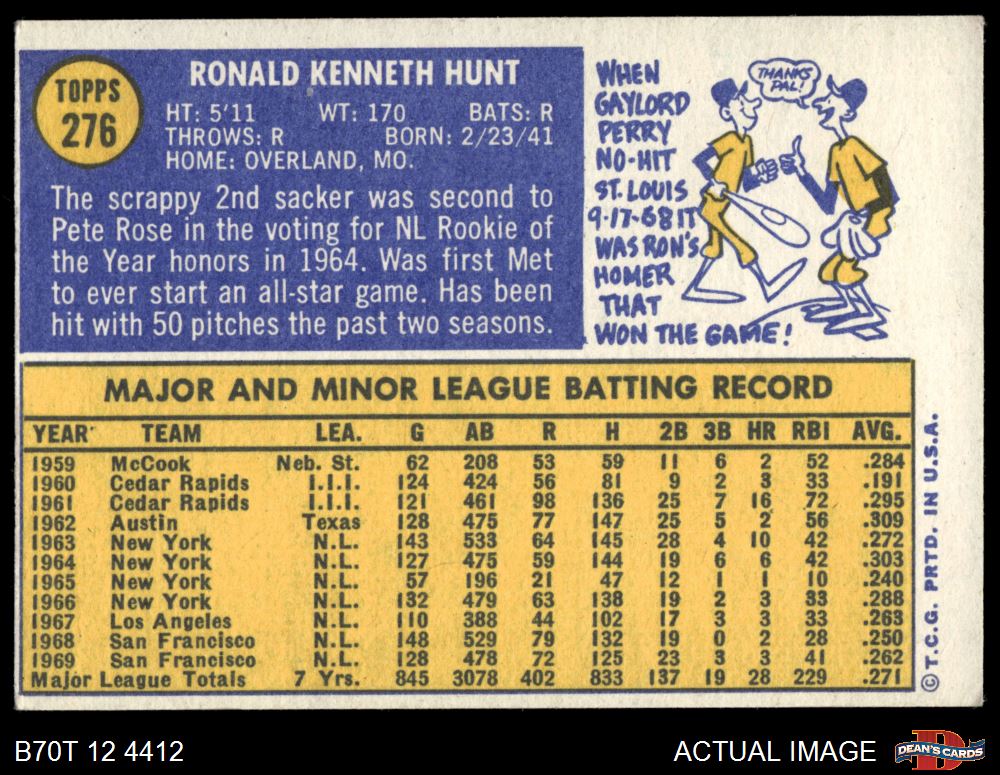 TOPPS
276
RONALD KENNETH HUNT
HT: 5'11 WT: 170 BATS: R
THROWS: R BORN: 2/23/41
HOME: OVERLAND, MO.
The scrappy 2nd sacker was second to
Pete Rose in the voting for NL Rookie of
the Year honors in 1964. Was first Met
to ever start an all-star game. Has been
hit with 50 pitches the past two seasons.
WHEN
GAYLORD
PERRY
NO-HIT
ST. LOUIS
9-17-68 IT
WAS RON'S
HOMER
THAT
WON THE GAME!
THANKS
PAL!
MAJOR AND MINOR LEAGUE BATTING RECORD
YEAR TEAM LEA. G AB R H 2B 3B HR RBI AVG.
1959 McCook Neb. St. 62 208 53 59 11 6 2 52 .284
1960 Cedar Rapids I.I.I. 124 424 56 81 9 2 3 33 .191
1961 Cedar Rapids I.I.I. 121 461 98 136 25 7 16 72 .295
1962 Austin Texas 128 475 77 147 25 5 2 56 .309
1963 New York N.L. 143 533 64 145 28 4 10 42 .272
1964 New York N.L. 127 475 59 144 19 6 6 42 .303
1965 New York N.L. 57 196 21 47 12 1 1 10 .240
1966 New York N.L. 132 479 63 138 19 2 3 33 .288
1967 Los Angeles N.L. 110 388 44 102 17 3 3 33 .263
1968 San Francisco N.L. 148 529 79 132 19 0 2 28 .250
1969 San Francisco N.L. 128 478 72 125 23 3 3 41 .262
Major League Totals 7 Yrs. 845 3078 402 833 137 19 28 229 .271
© T.C.G. PRTD. IN U.S.A.
B70T 12 4412
ACTUAL IMAGE
DEAN'S CARDS